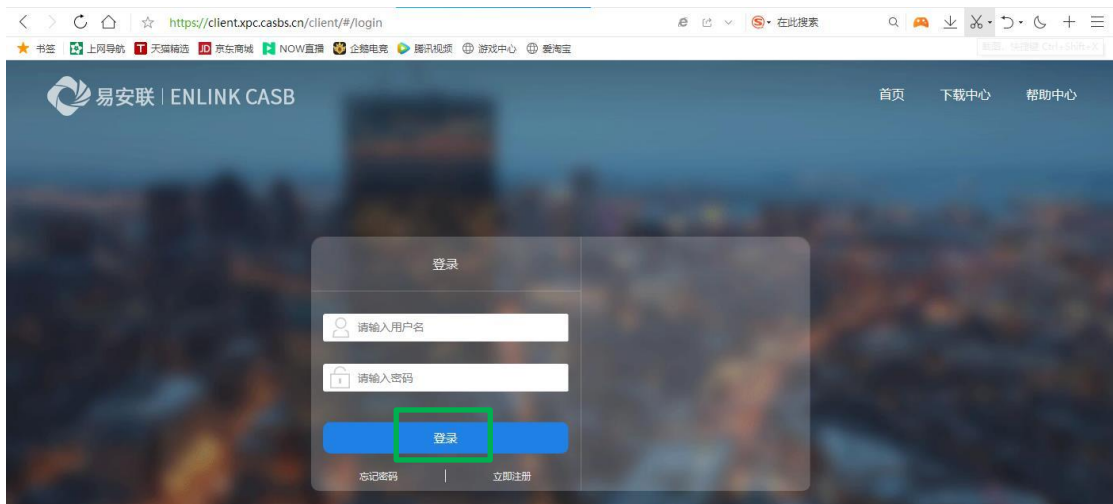 https://client.xpc.casbs.cn/client/#/login
在此搜索
书签 上网导航 天猫精选 京东商城 NOW直播 企鹅电竞 腾讯视频 游戏中心 爱淘宝
易安联 | ENLINK CASB
首页 下载中心 帮助中心
登录
请输入用户名
请输入密码
登录
忘记密码 | 立即注册